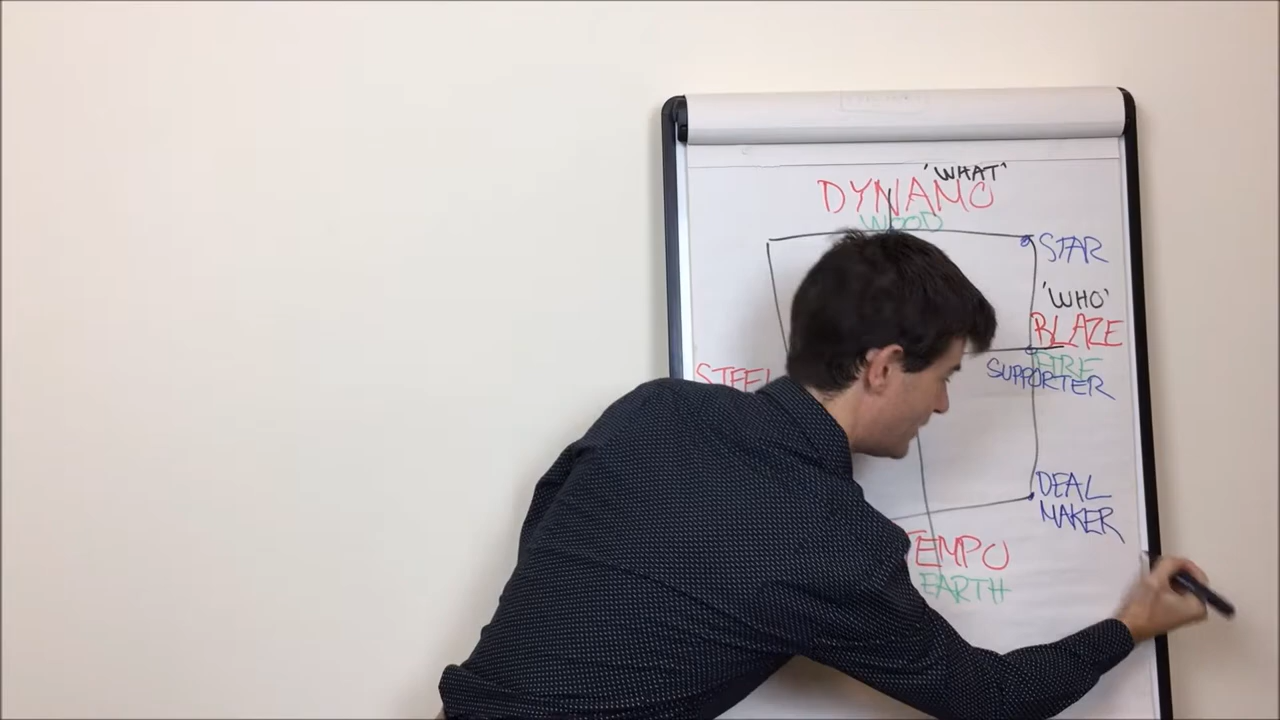 'WHAT'
DYNAMO
WOOD
STAR
'WHO'
BLAZE
FIRE
SUPPORTER
STEEL
DEAL
MAKER
TEMPO
EARTH